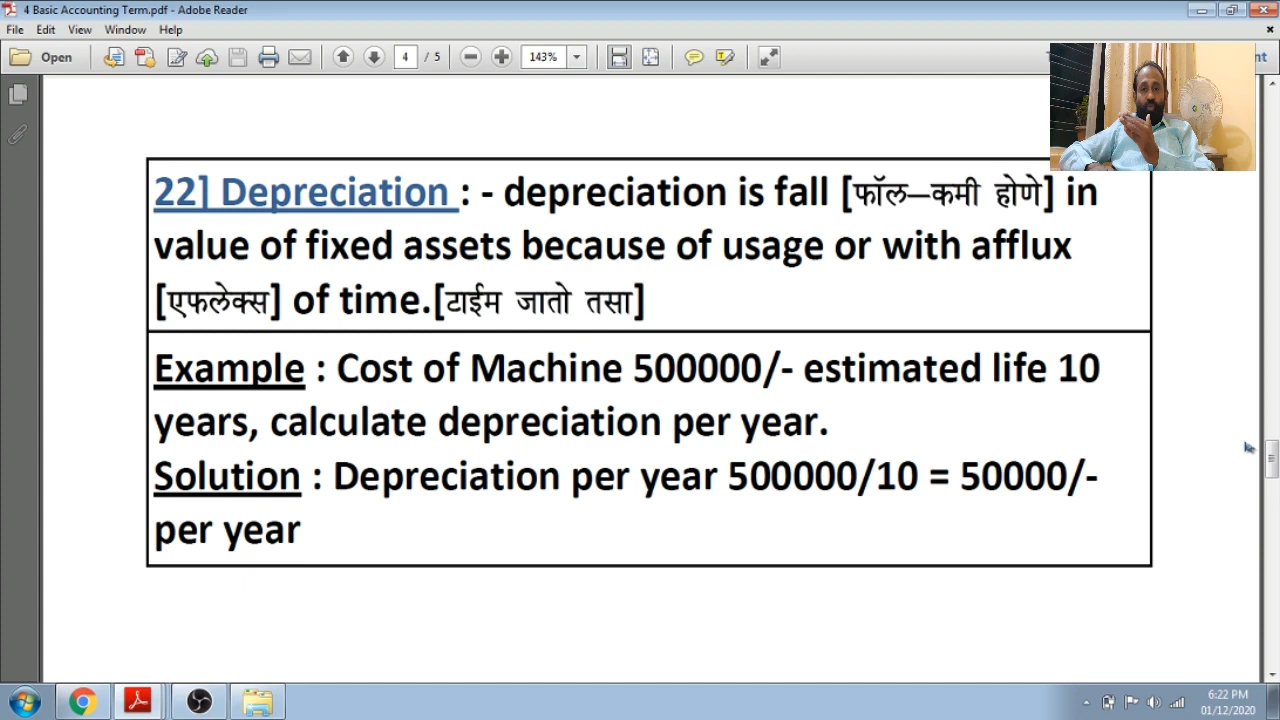 4 Basic Accounting Term.pdf - Adobe Reader
File Edit View Window Help
Open 4 / 5 143%
22] Depreciation : - depreciation is fall [फॉल–कमी होणे] in
value of fixed assets because of usage or with afflux
[एफलेक्स] of time.[टाईम जातो तसा]
Example : Cost of Machine 500000/- estimated life 10
years, calculate depreciation per year.
Solution : Depreciation per year 500000/10 = 50000/-
per year
6:22 PM
01/12/2020